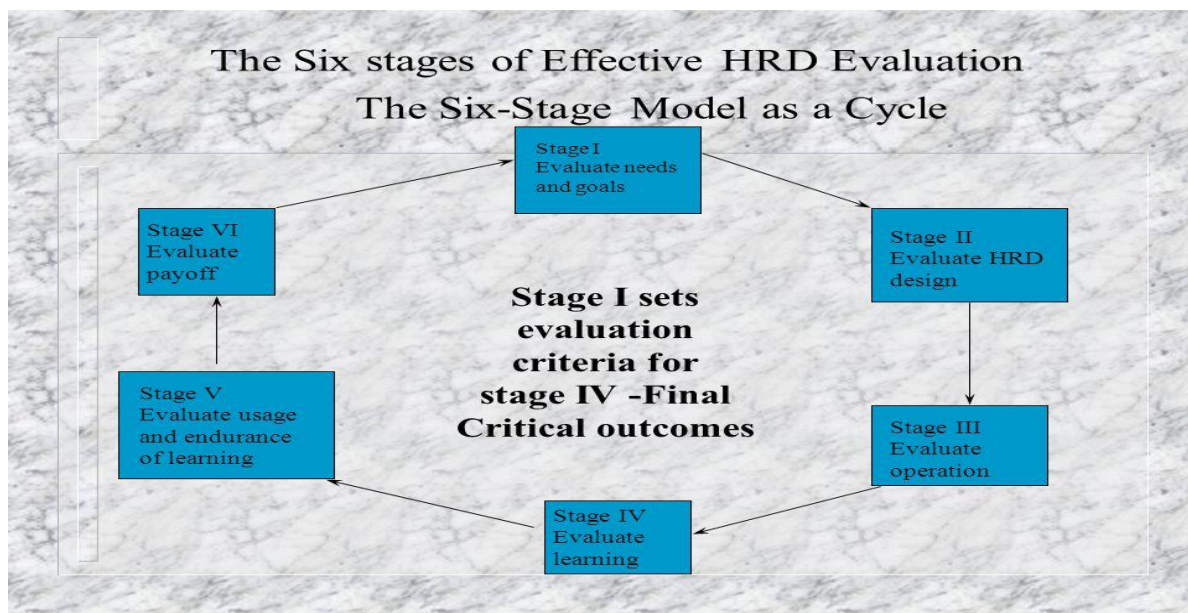 The Six stages of Effective HRD Evaluation
The Six-Stage Model as a Cycle
Stage I
Evaluate needs
and goals
Stage II
Evaluate HRD
design
Stage III
Evaluate
operation
Stage IV
Evaluate
learning
Stage V
Evaluate usage
and endurance
of learning
Stage VI
Evaluate
payoff
Stage I sets
evaluation
criteria for
stage IV -Final
Critical outcomes